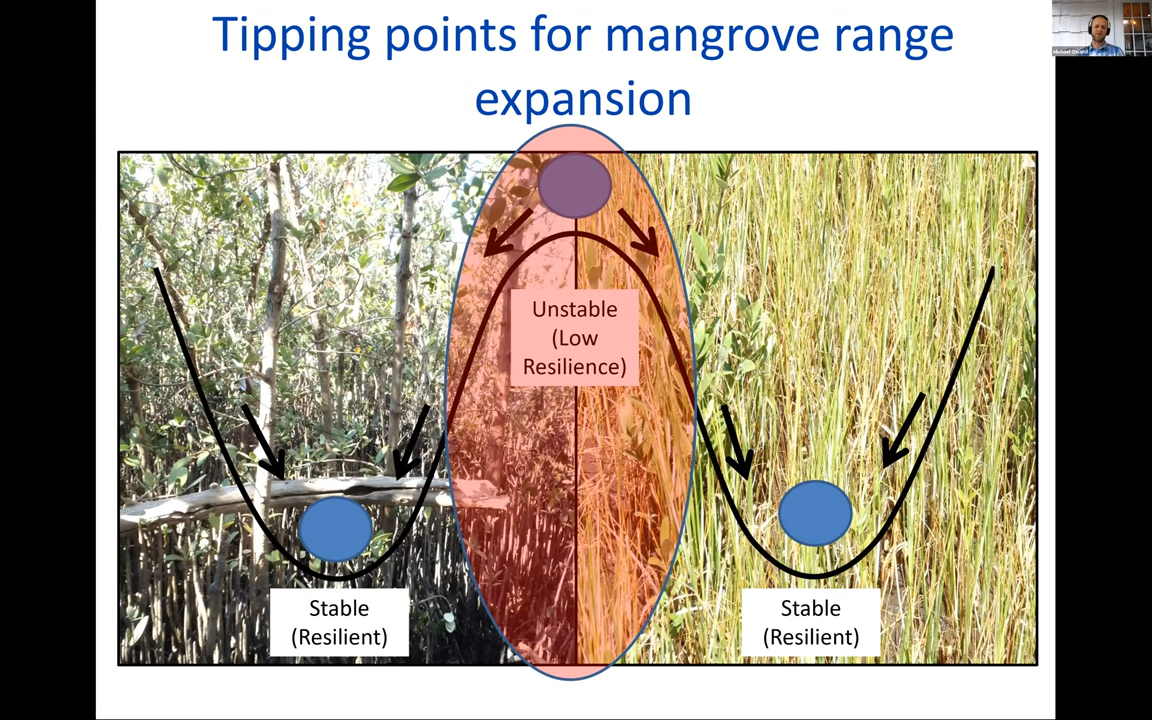 Tipping points for mangrove range
expansion
Unstable
(Low
Resilience)
Stable
(Resilient)
Stable
(Resilient)